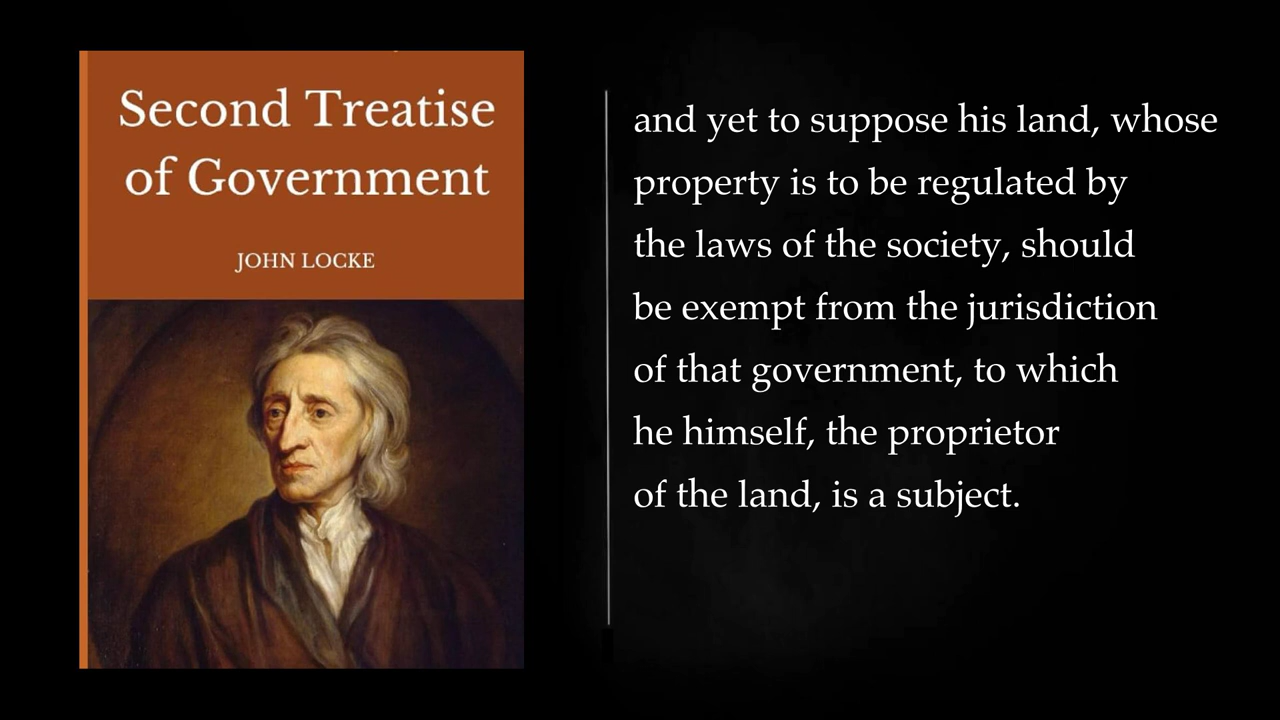 Second Treatise
of Government
JOHN LOCKE
and yet to suppose his land, whose
property is to be regulated by
the laws of the society, should
be exempt from the jurisdiction
of that government, to which
he himself, the proprietor
of the land, is a subject.